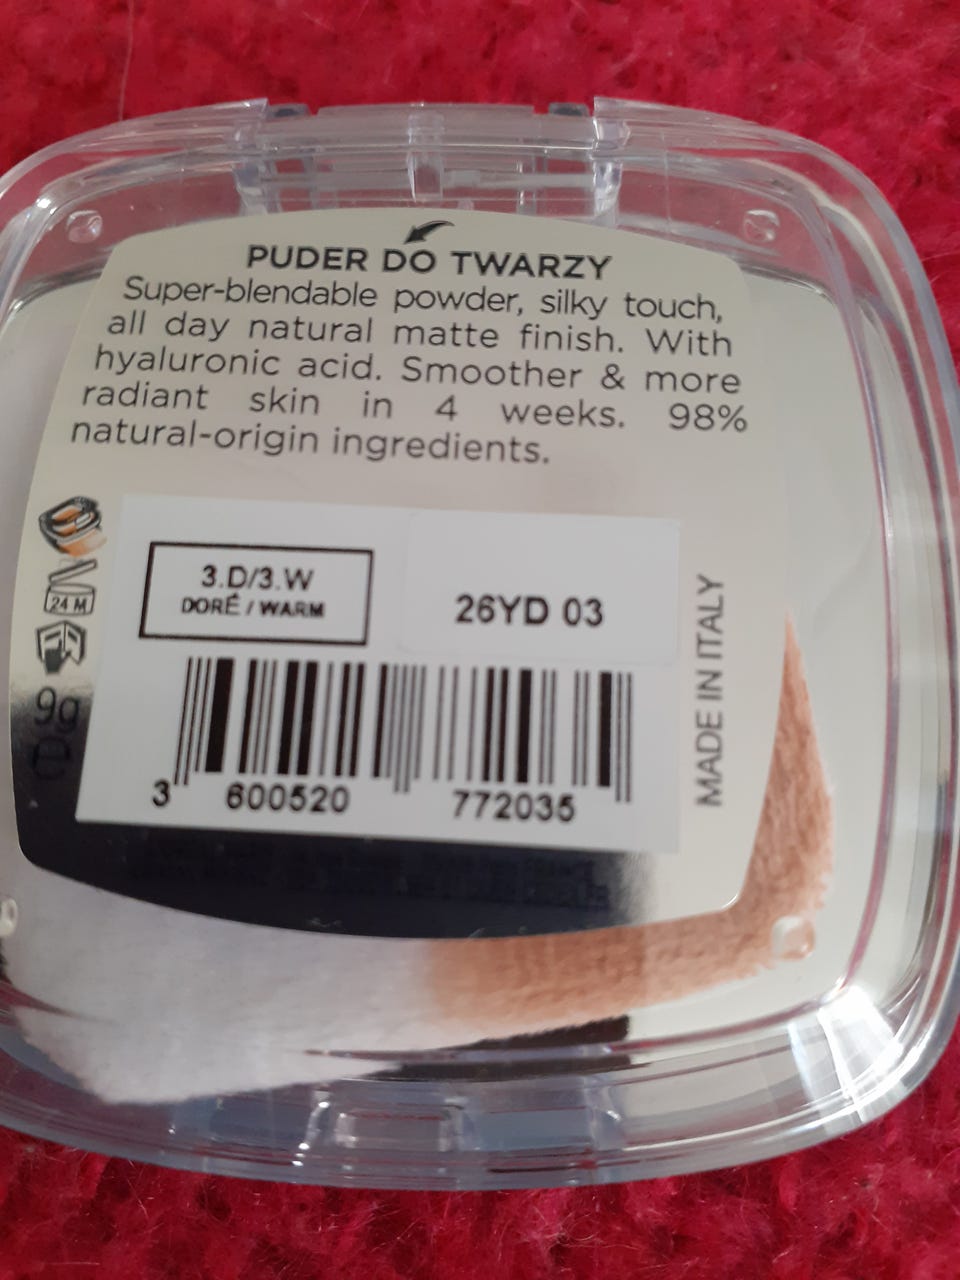 PUDER DO TWARZY
Super-blendable powder, silky touch,
all day natural matte finish. With
hyaluronic acid. Smoother & more
radiant skin in 4 weeks. 98%
natural-origin ingredients.
3.D/3.W
DORÉ / WARM
26YD 03
24 M
9g
MADE IN ITALY
3 600520 772035